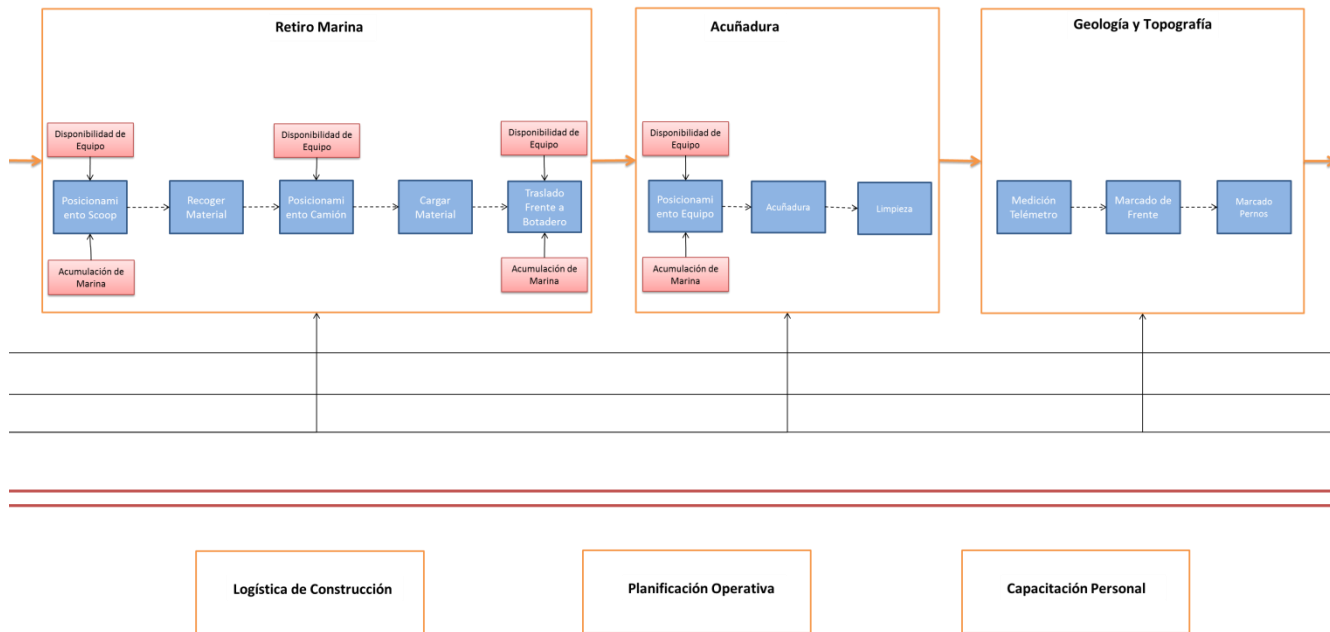 Retiro Marina
Acuñadura
Geología y Topografía
Disponibilidad de
Equipo
Disponibilidad de
Equipo
Disponibilidad de
Equipo
Disponibilidad de
Equipo
Posicionami
ento Scoop
Recoger
Material
Posicionami
ento Camión
Cargar
Material
Traslado
Frente a
Botadero
Posicionami
ento Equipo
Acuñadura
Limpieza
Medición
Telémetro
Marcado de
Frente
Marcado
Pernos
Acumulación de
Marina
Acumulación de
Marina
Acumulación de
Marina
Logística de Construcción
Planificación Operativa
Capacitación Personal